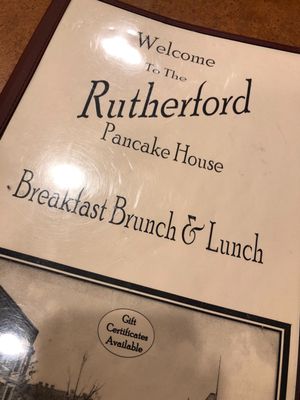 Welcome
To The
Rutherford
Pancake House
Breakfast Brunch & Lunch
Gift
Certificates
Available